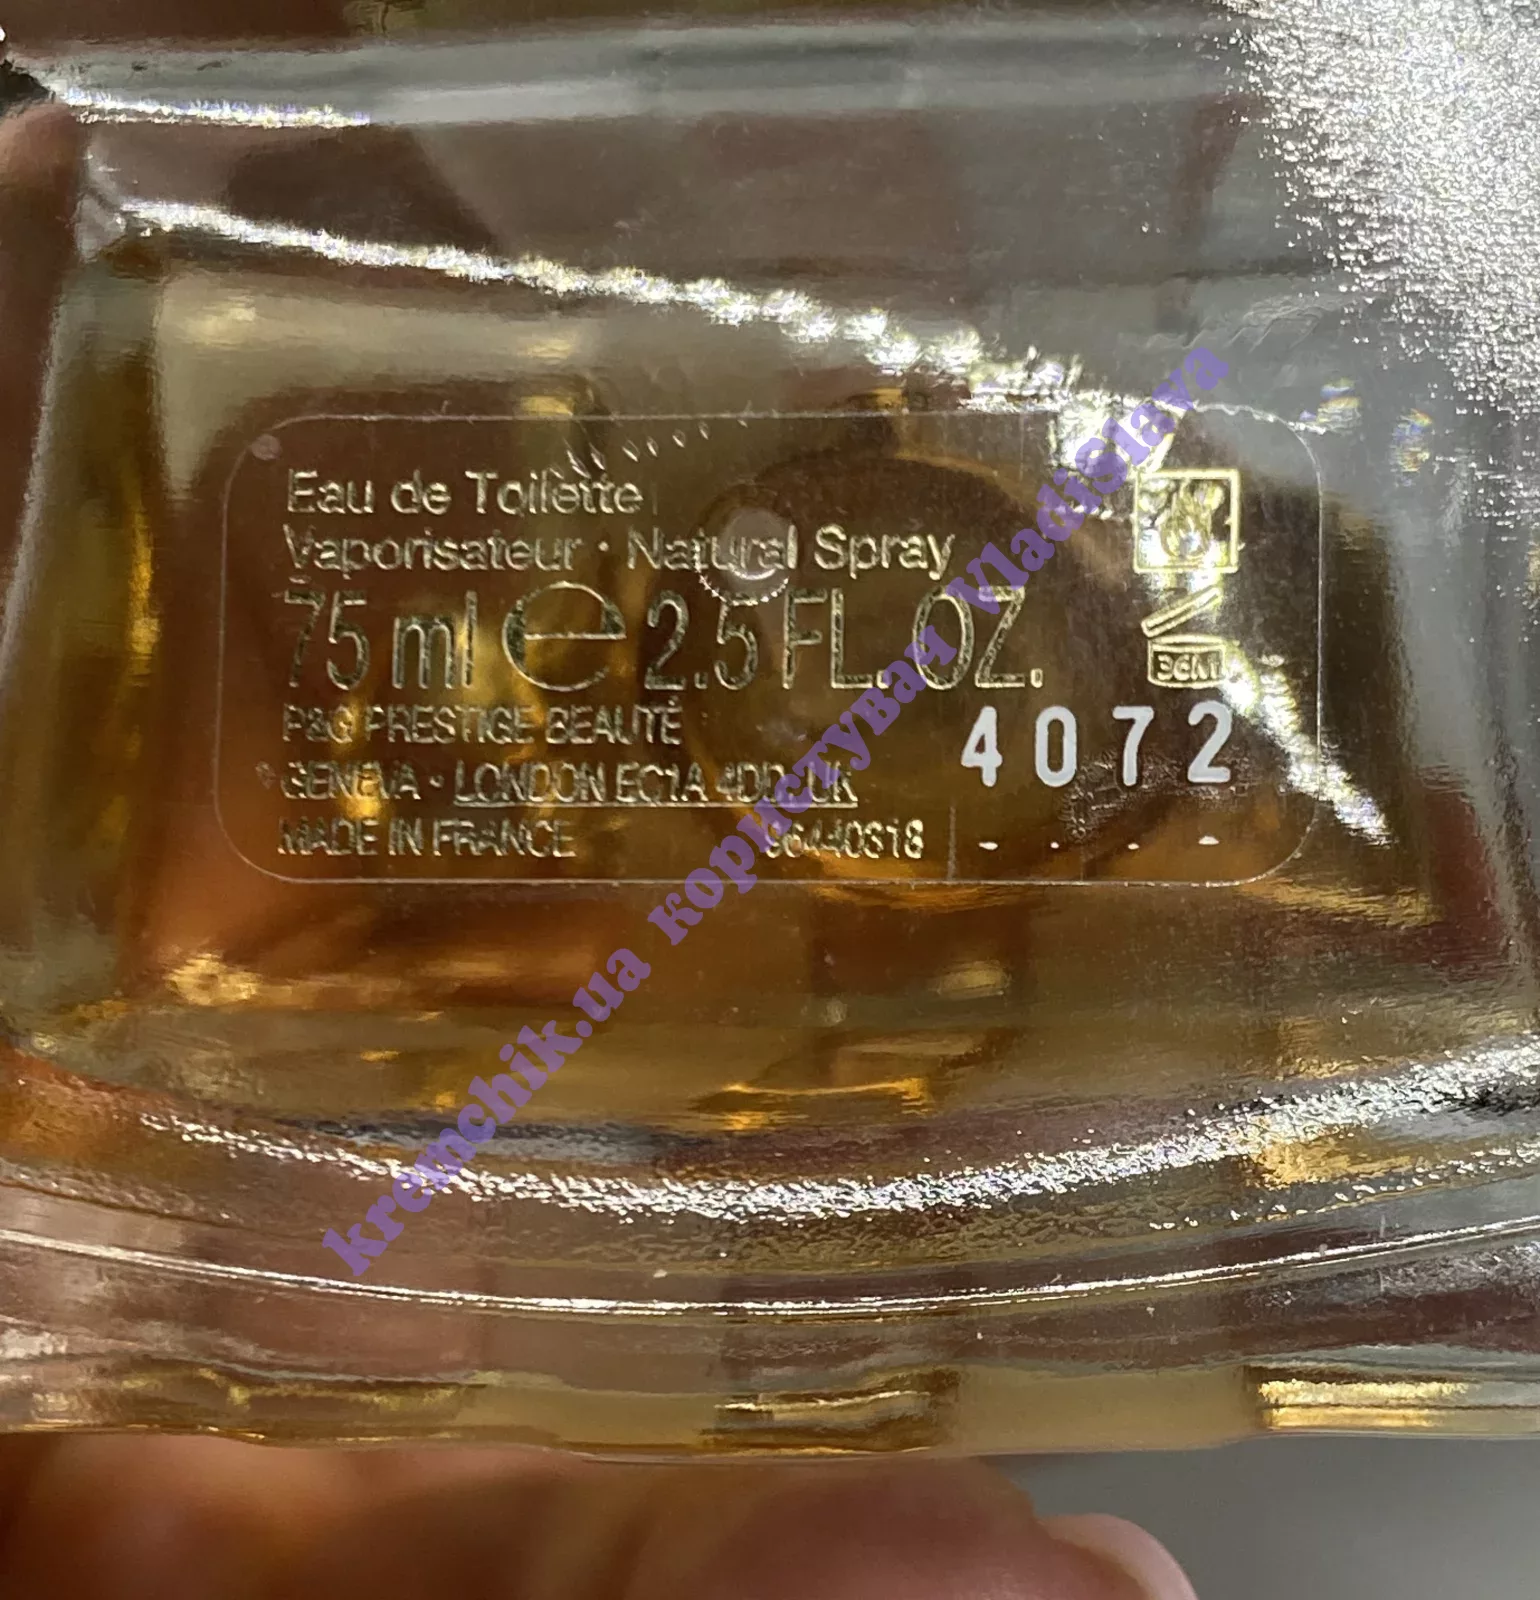 Eau de Toilette
Vaporisateur · Natural Spray
75 ml e 2.5 FL. OZ.
36M
P&G PRESTIGE BEAUTÉ
4072
GENEVA · LONDON EC1A 4DD, UK
MADE IN FRANCE 96440318
kremchik.ua користувач Vladislava